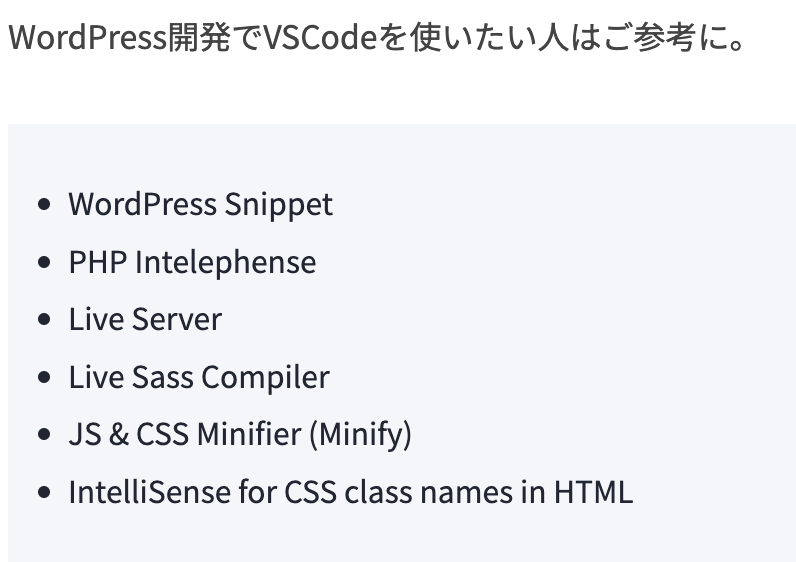 WordPress開発でVSCodeを使いたい人はご参考に。
• WordPress Snippet
• PHP Intelephense
• Live Server
• Live Sass Compiler
• JS & CSS Minifier (Minify)
• IntelliSense for CSS class names in HTML